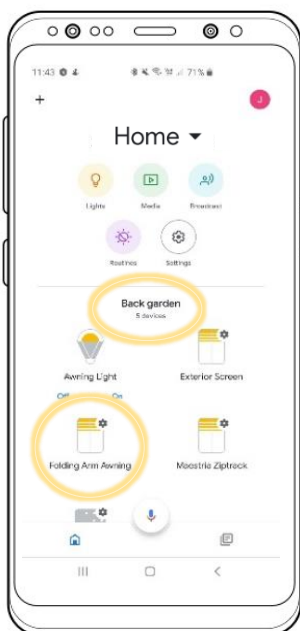 11:43
71%
+
J
Home
Lights Media Broadcast
Routines Settings
Back garden
5 devices
Awning Light Exterior Screen
Off On
Folding Arm Awning Maestria Ziptrack